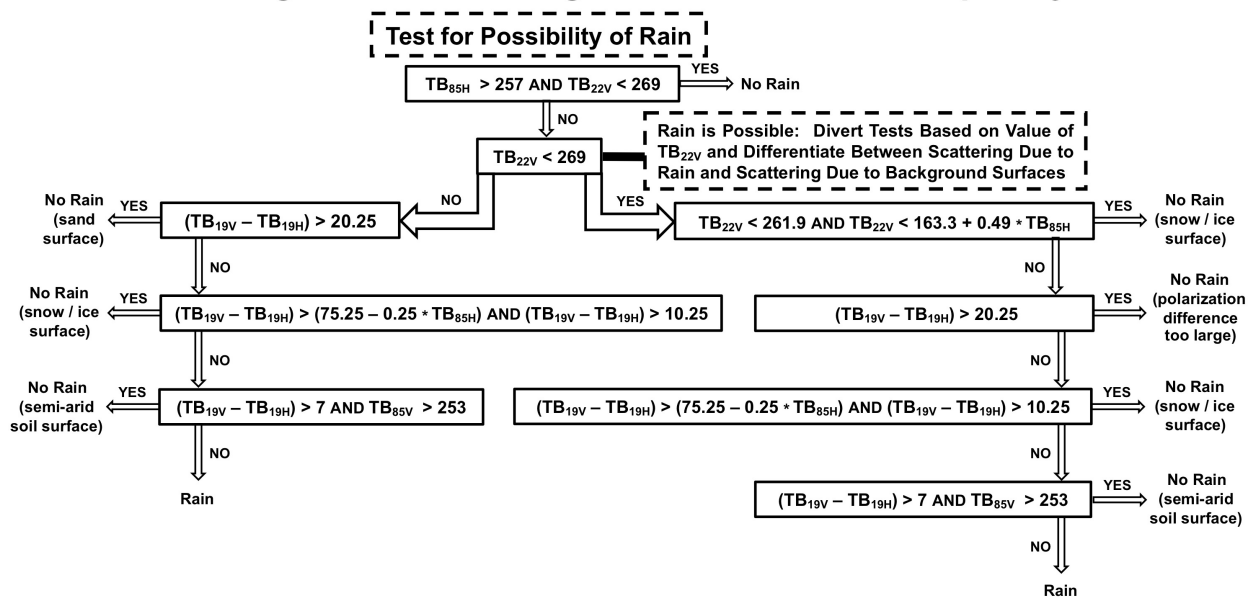 Test for Possibility of Rain
TB85H > 257 AND TB22V < 269
YES
No Rain
NO
TB22V < 269
Rain is Possible: Divert Tests Based on Value of
TB22V and Differentiate Between Scattering Due to
Rain and Scattering Due to Background Surfaces
NO
YES
No Rain
(sand
surface)
YES
(TB19V – TB19H) > 20.25
TB22V < 261.9 AND TB22V < 163.3 + 0.49 * TB85H
YES
No Rain
(snow / ice
surface)
NO
NO
No Rain
(snow / ice
surface)
YES
(TB19V – TB19H) > (75.25 – 0.25 * TB85H) AND (TB19V – TB19H) > 10.25
(TB19V – TB19H) > 20.25
YES
No Rain
(polarization
difference
too large)
NO
NO
No Rain
(semi-arid
soil surface)
YES
(TB19V – TB19H) > 7 AND TB85V > 253
(TB19V – TB19H) > (75.25 – 0.25 * TB85H) AND (TB19V – TB19H) > 10.25
YES
No Rain
(snow / ice
surface)
NO
NO
Rain
(TB19V – TB19H) > 7 AND TB85V > 253
YES
No Rain
(semi-arid
soil surface)
NO
Rain